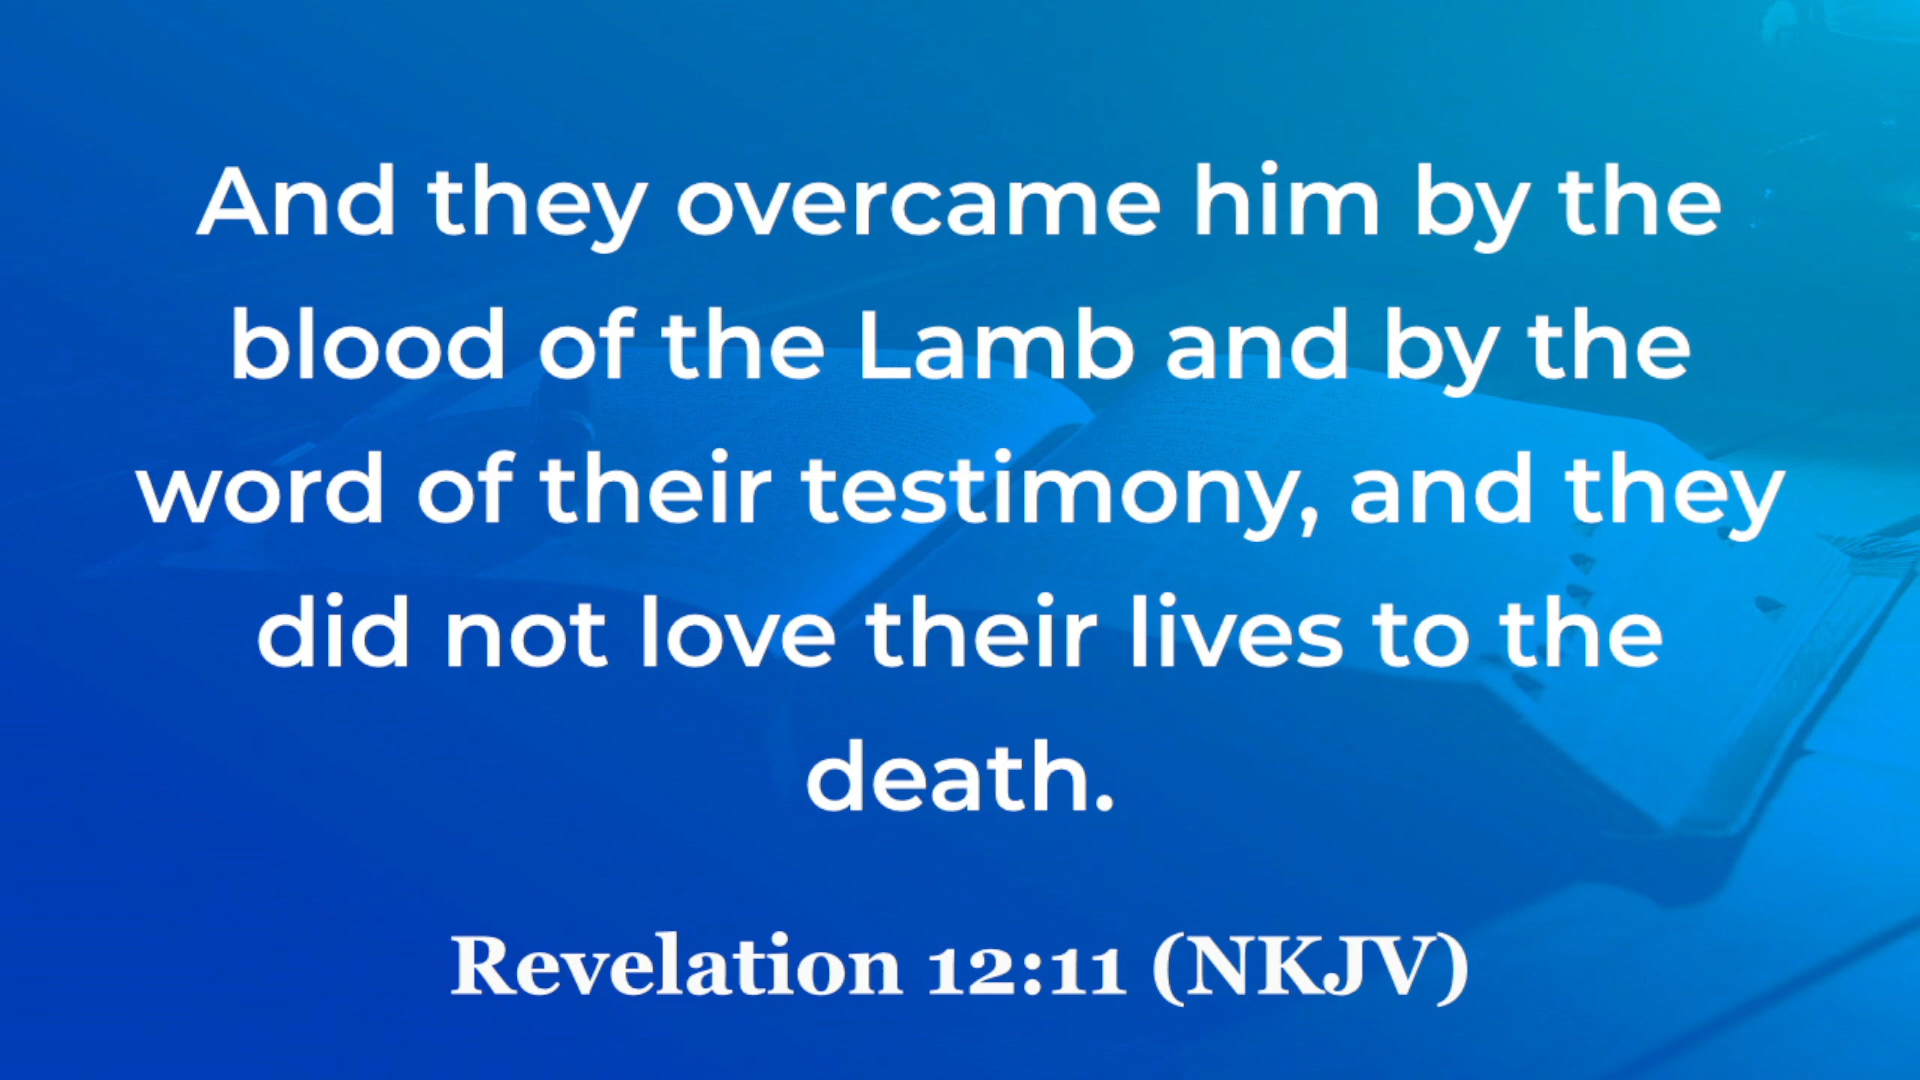 And they overcame him by the
blood of the Lamb and by the
word of their testimony, and they
did not love their lives to the
death.
Revelation 12:11 (NKJV)